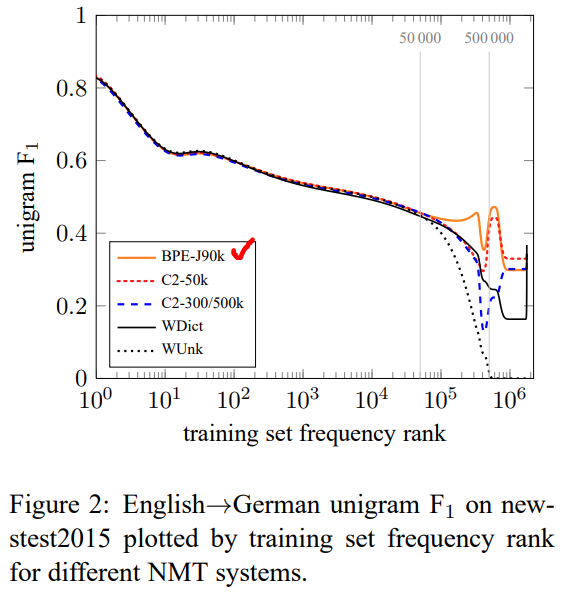 1
50 000 500 000
0.8
0.6
unigram F1
0.4
BPE-J90k
C2-50k
0.2
C2-300/500k
WDict
WUnk
0
10^0 10^1 10^2 10^3 10^4 10^5 10^6
training set frequency rank
Figure 2: English→German unigram F1 on new-
stest2015 plotted by training set frequency rank
for different NMT systems.